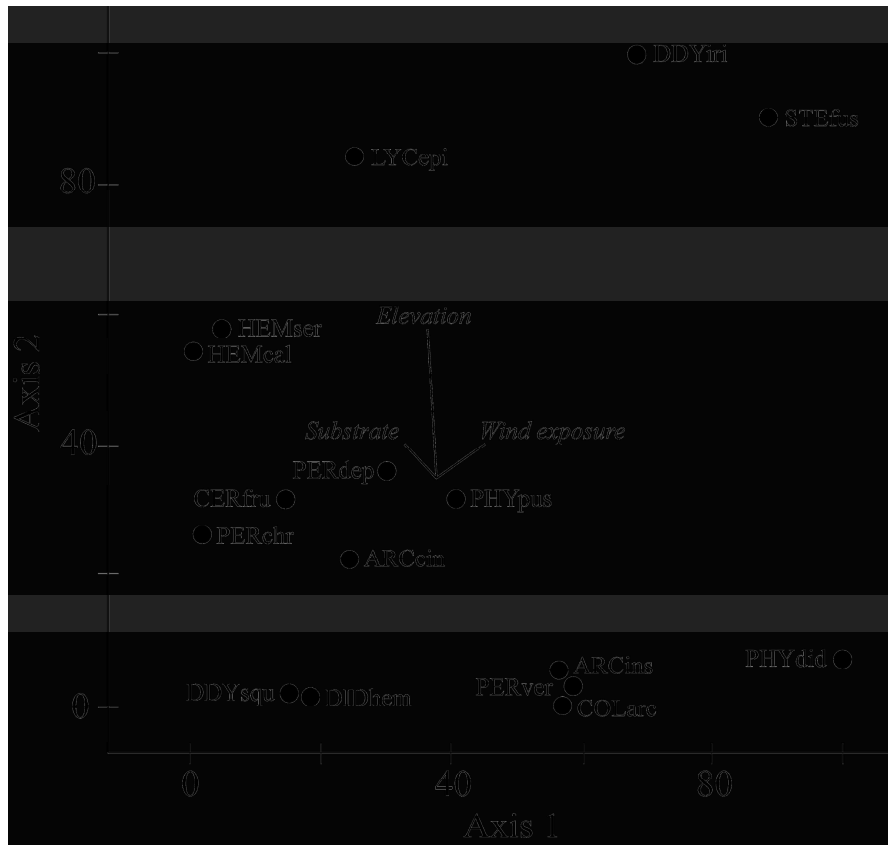 DDYiri
STEfus
LYCepi
80
HEMser
Elevation
HEMcal
Axis 2
Substrate
Wind exposure
40
PERdep
CERfru
PHYpus
PERchr
ARCcin
ARCins
PHYdid
PERver
DDYsqu
DIDhem
COLarc
0
0
40
80
Axis 1